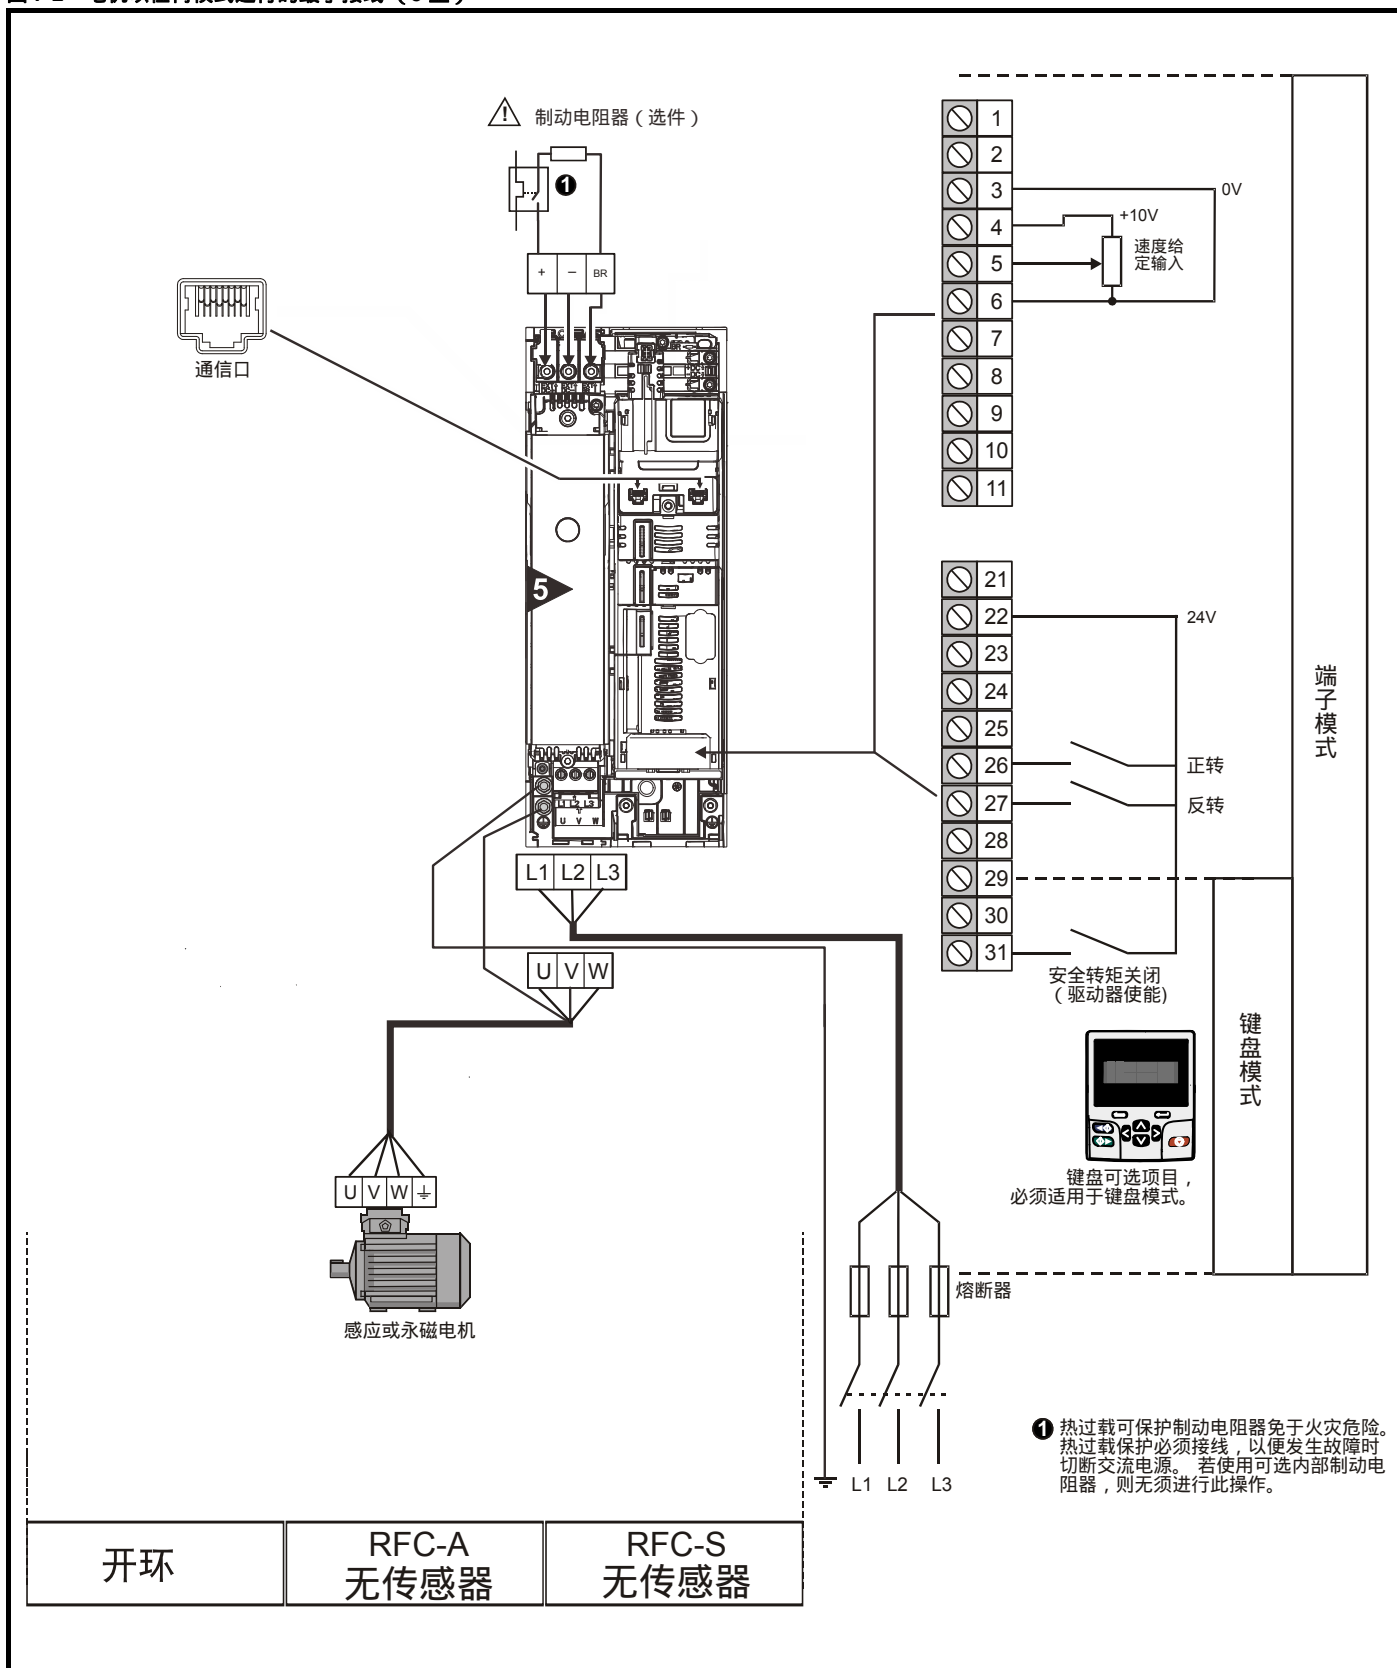 制动电阻器（选件）
1
+ − BR
通信口
5
L1 L2 L3
U V W
L1 L2 L3
U V W
U V W
感应或永磁电机
1
2
3
4
5
6
7
8
9
10
11
0V
+10V
速度给
定输入
21
22
23
24
25
26
27
28
29
30
31
24V
正转
反转
安全转矩关闭
（驱动器使能)
端子模式
键盘模式
键盘可选项目，
必须适用于键盘模式。
熔断器
L1 L2 L3
1 热过载可保护制动电阻器免于火灾危险。
热过载保护必须接线，以便发生故障时
切断交流电源。 若使用可选内部制动电
阻器，则无须进行此操作。
开环
RFC-A
无传感器
RFC-S
无传感器